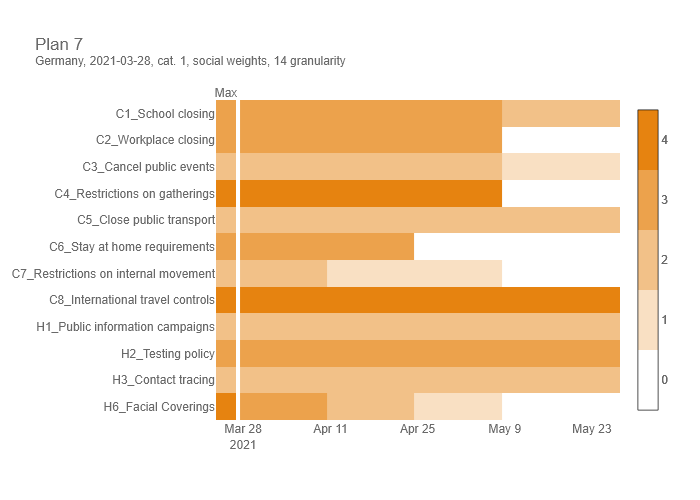 Plan 7
Germany, 2021-03-28, cat. 1, social weights, 14 granularity
Max
C1_School closing
C2_Workplace closing
C3_Cancel public events
C4_Restrictions on gatherings
C5_Close public transport
C6_Stay at home requirements
C7_Restrictions on internal movement
C8_International travel controls
H1_Public information campaigns
H2_Testing policy
H3_Contact tracing
H6_Facial Coverings
Mar 28
2021
Apr 11
Apr 25
May 9
May 23
4
3
2
1
0